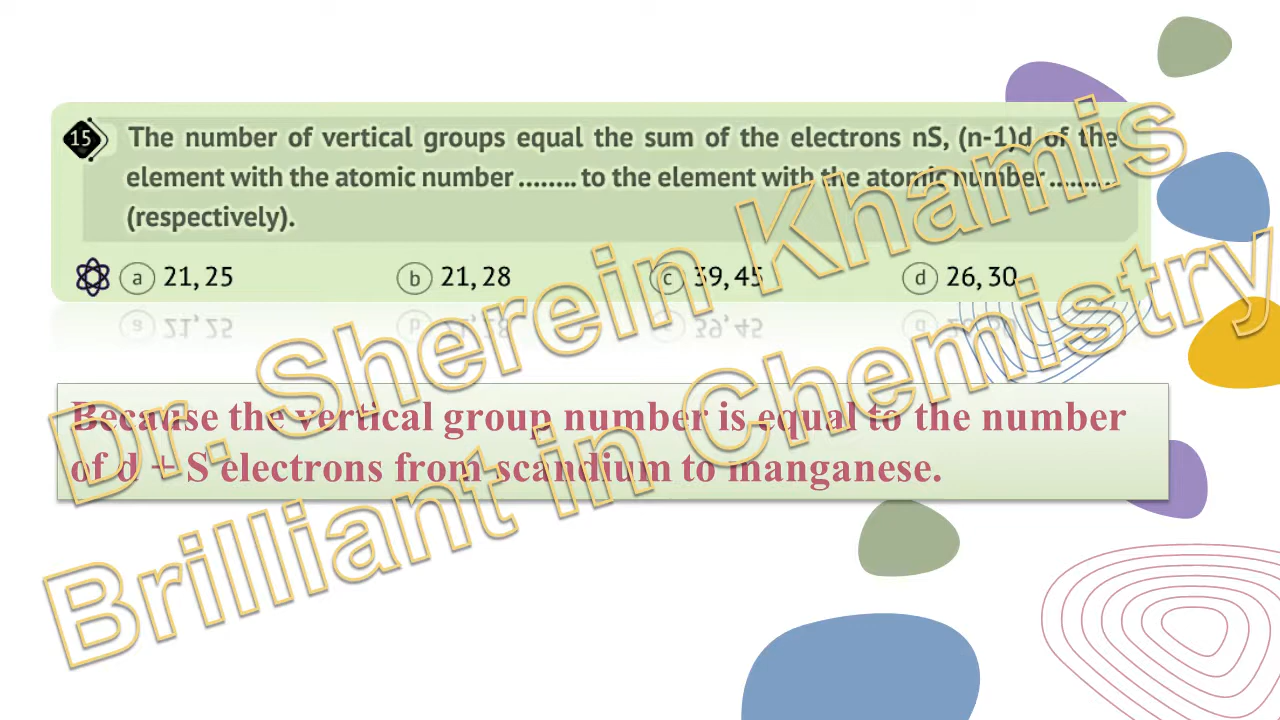 15 The number of vertical groups equal the sum of the electrons nS, (n-1)d of the
element with the atomic number ........ to the element with the atomic number ........
(respectively).
a 21, 25 b 21, 28 c 39, 45 d 26, 30
Because the vertical group number is equal to the number
of d + S electrons from scandium to manganese.
Dr. Sherein Khamis
Brilliant in Chemistry